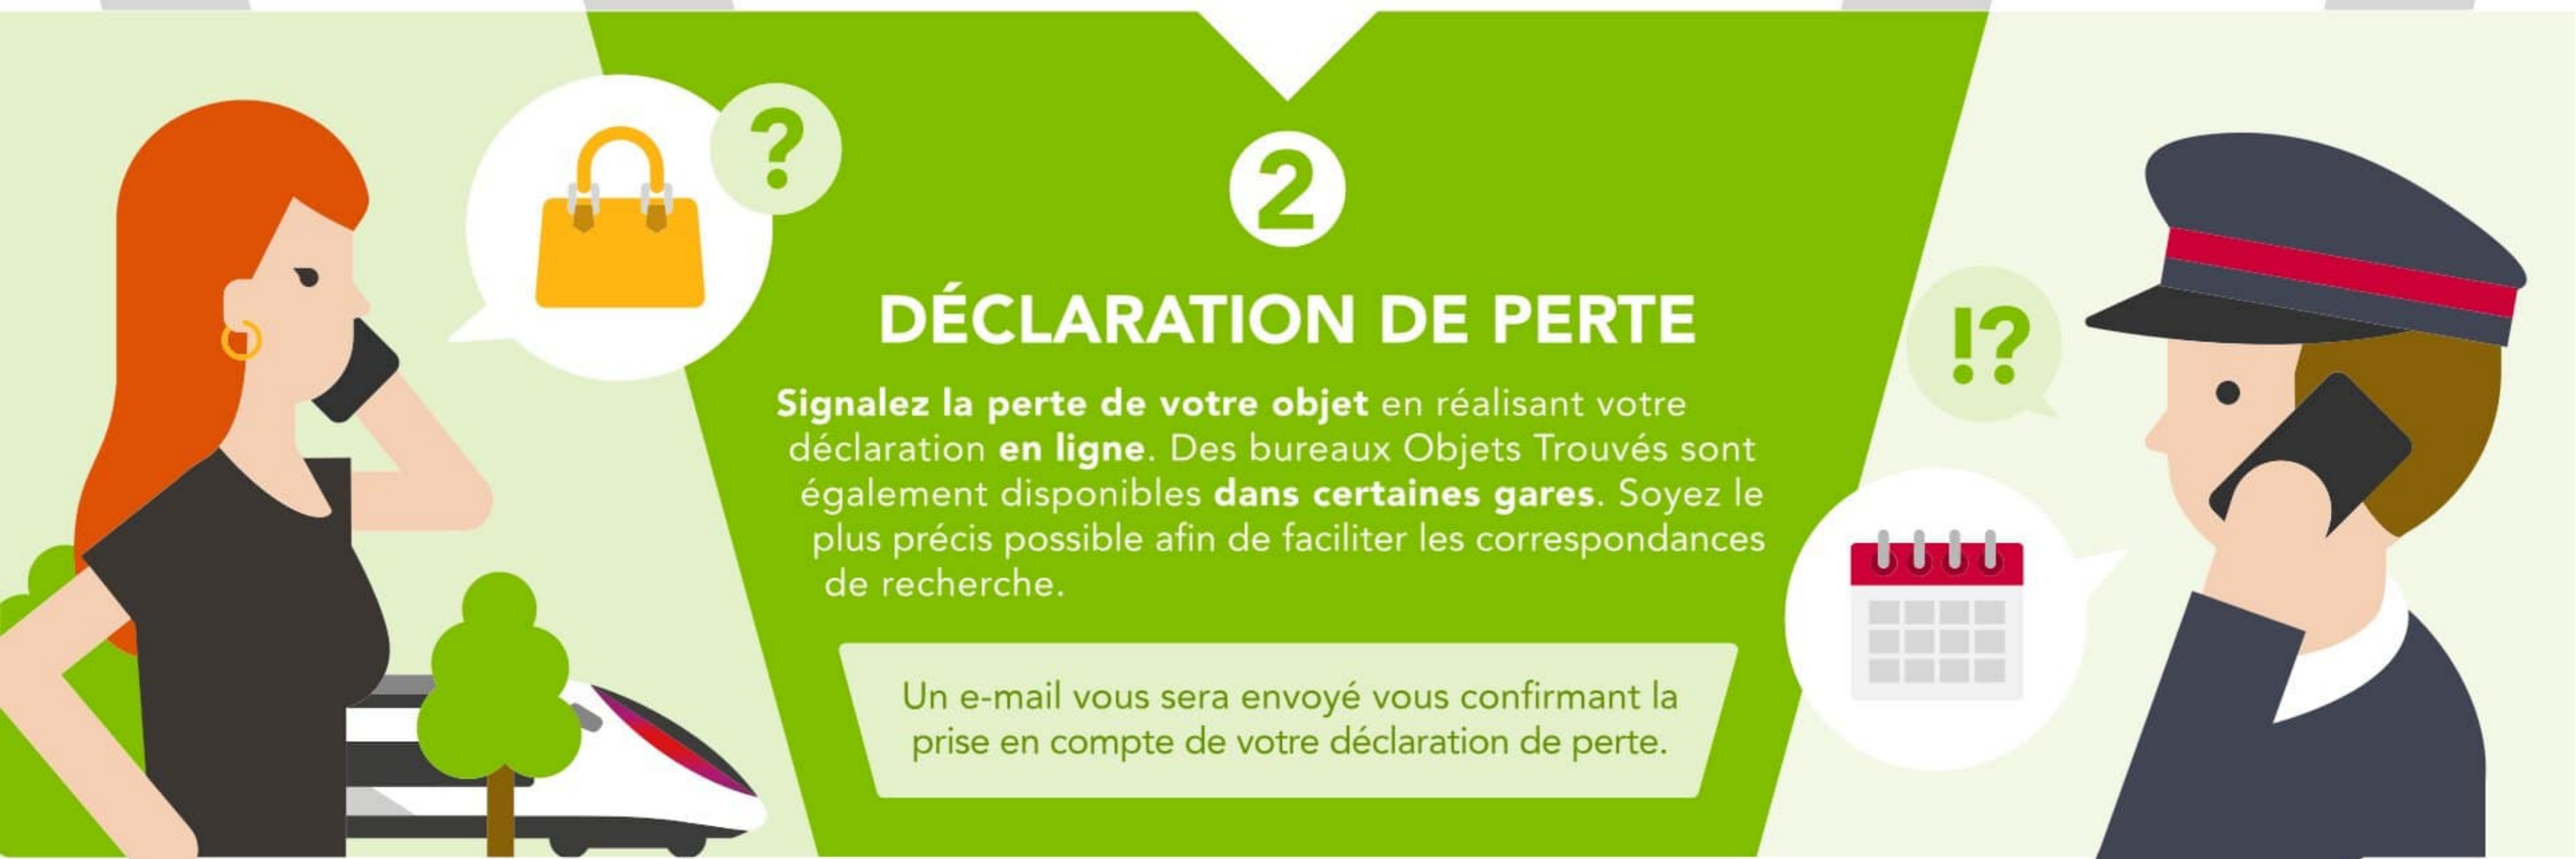 ?
2
!?
DÉCLARATION DE PERTE
Signalez la perte de votre objet en réalisant votre
déclaration en ligne. Des bureaux Objets Trouvés sont
également disponibles dans certaines gares. Soyez le
plus précis possible afin de faciliter les correspondances
de recherche.
Un e-mail vous sera envoyé vous confirmant la
prise en compte de votre déclaration de perte.